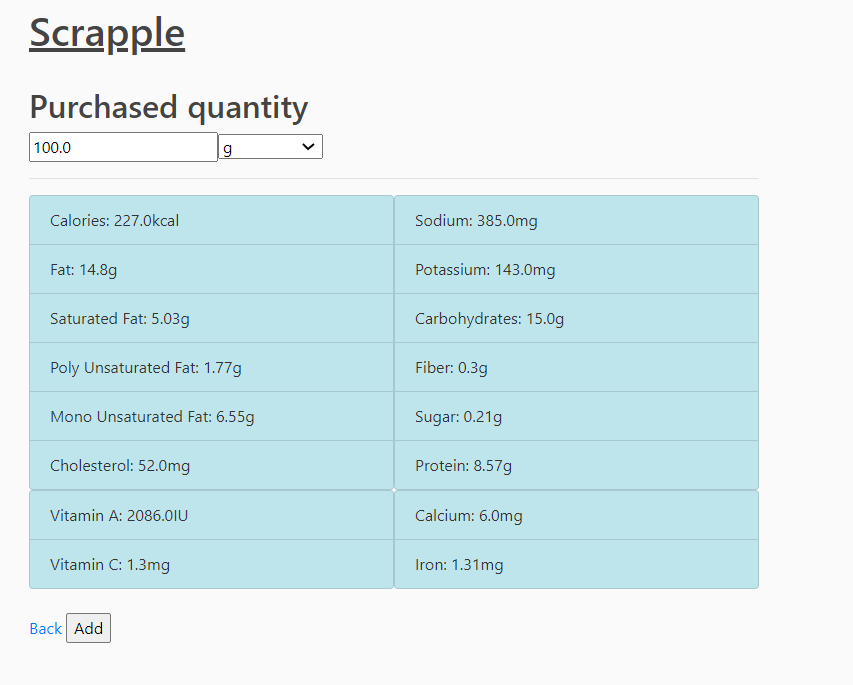 Scrapple
Purchased quantity
100.0 g
Calories: 227.0kcal
Fat: 14.8g
Saturated Fat: 5.03g
Poly Unsaturated Fat: 1.77g
Mono Unsaturated Fat: 6.55g
Cholesterol: 52.0mg
Sodium: 385.0mg
Potassium: 143.0mg
Carbohydrates: 15.0g
Fiber: 0.3g
Sugar: 0.21g
Protein: 8.57g
Vitamin A: 2086.0IU
Vitamin C: 1.3mg
Calcium: 6.0mg
Iron: 1.31mg
Back Add